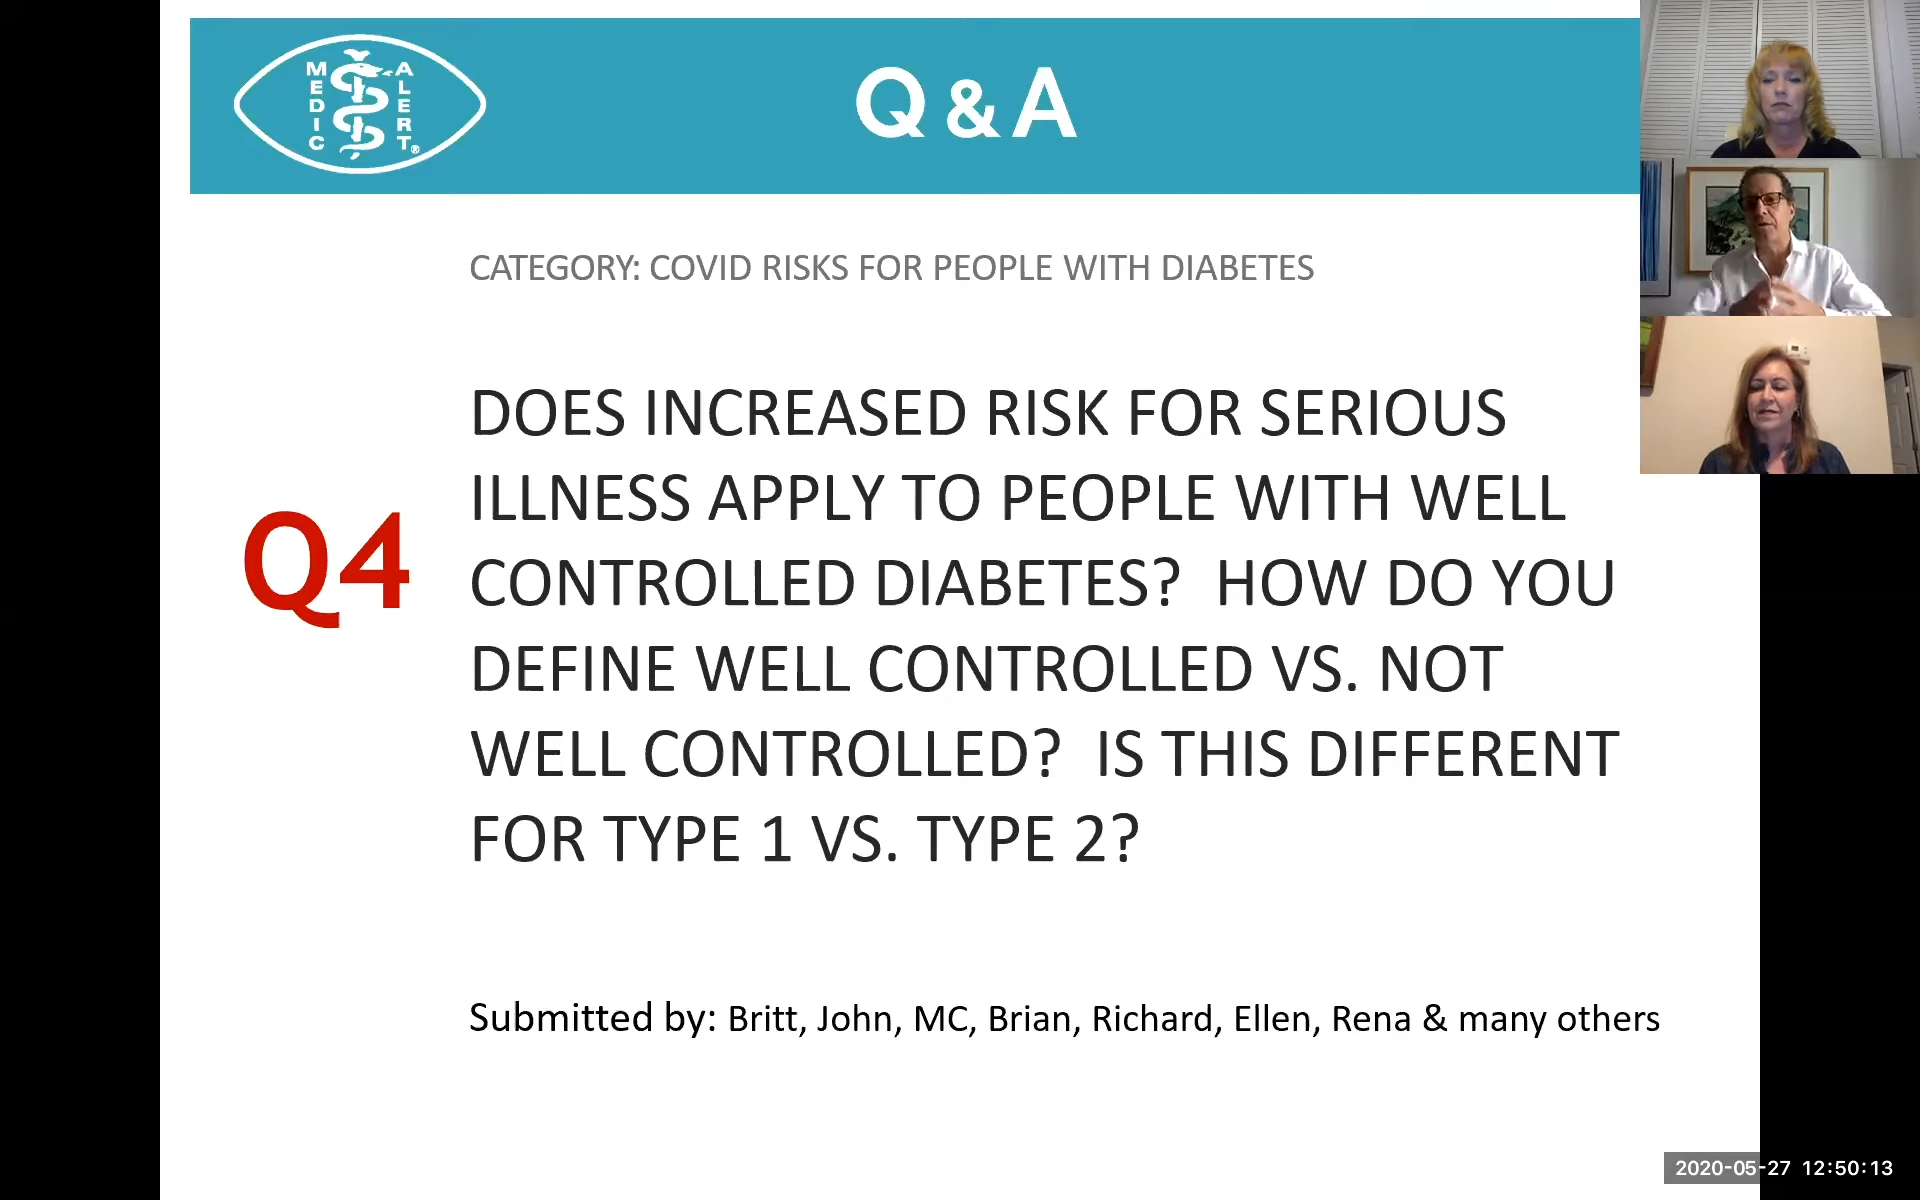 MEDIC ALERT®
Q & A
CATEGORY: COVID RISKS FOR PEOPLE WITH DIABETES
Q4
DOES INCREASED RISK FOR SERIOUS
ILLNESS APPLY TO PEOPLE WITH WELL
CONTROLLED DIABETES? HOW DO YOU
DEFINE WELL CONTROLLED VS. NOT
WELL CONTROLLED? IS THIS DIFFERENT
FOR TYPE 1 VS. TYPE 2?
Submitted by: Britt, John, MC, Brian, Richard, Ellen, Rena & many others
2020-05-27 12:50:13